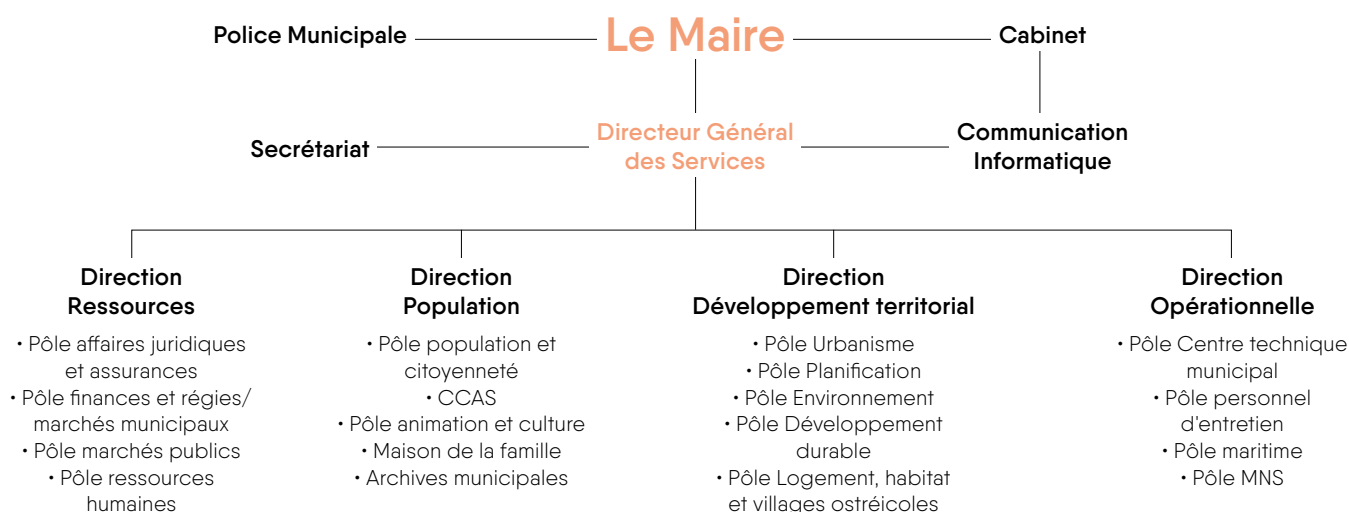 Police Municipale
Le Maire
Cabinet
Secrétariat
Directeur Général
des Services
Communication
Informatique
Direction
Ressources
• Pôle affaires juridiques
et assurances
• Pôle finances et régies/
marchés municipaux
• Pôle marchés publics
• Pôle ressources
humaines
Direction
Population
• Pôle population et
citoyenneté
• CCAS
• Pôle animation et culture
• Maison de la famille
• Archives municipales
Direction
Développement territorial
• Pôle Urbanisme
• Pôle Planification
• Pôle Environnement
• Pôle Développement
durable
• Pôle Logement, habitat
et villages ostréicoles
Direction
Opérationnelle
• Pôle Centre technique
municipal
• Pôle personnel
d'entretien
• Pôle maritime
• Pôle MNS